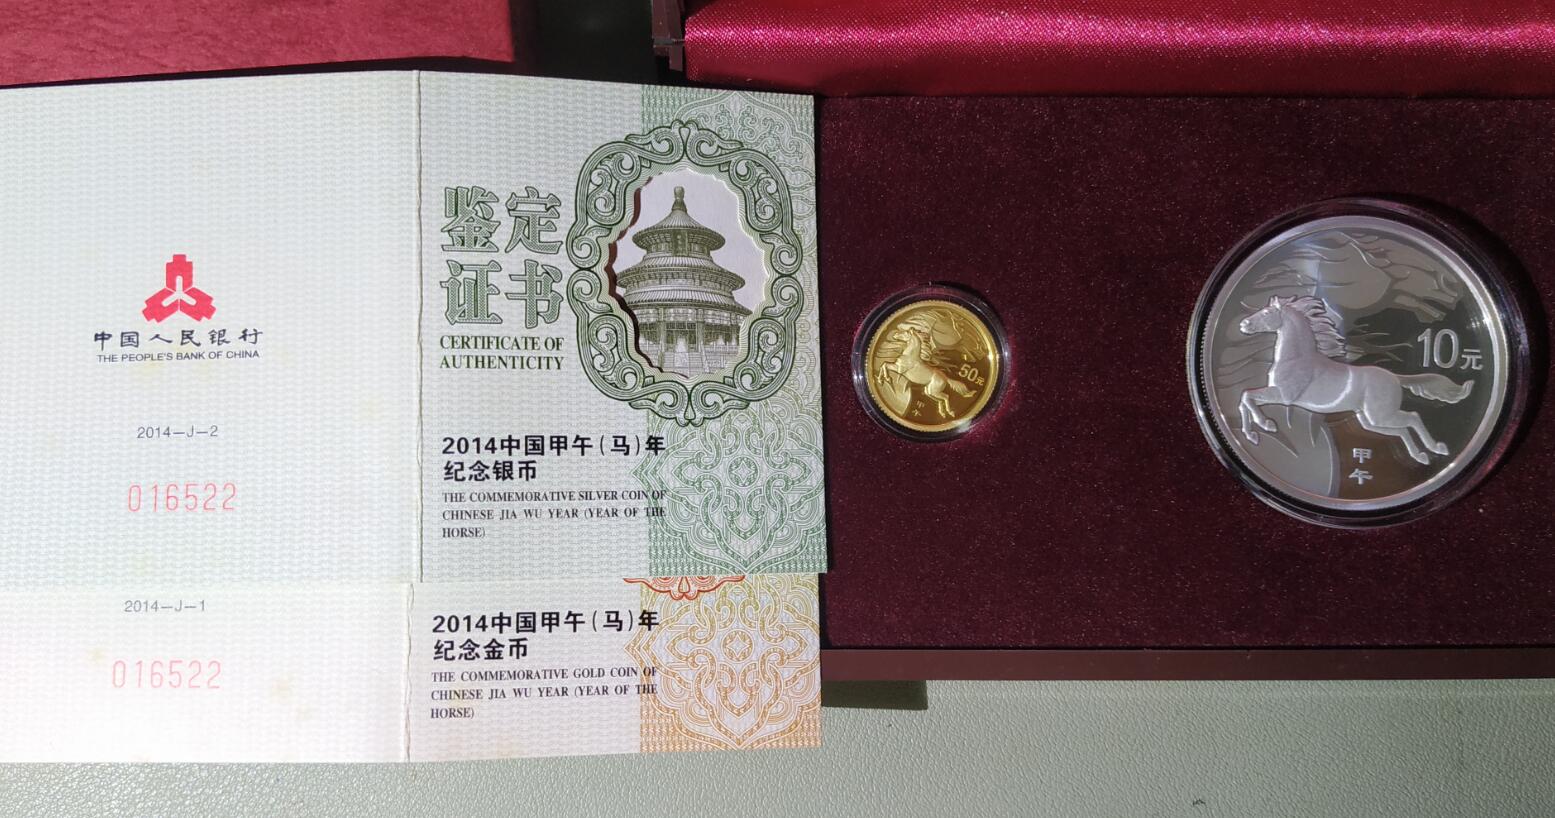 中国人民银行
THE PEOPLE'S BANK OF CHINA
2014-J-2
016522
鉴定
证书
CERTIFICATE OF
AUTHENTICITY
2014中国甲午(马)年
纪念银币
THE COMMEMORATIVE SILVER COIN OF
CHINESE JIA WU YEAR (YEAR OF THE
HORSE)
2014-J-1
016522
2014中国甲午(马)年
纪念金币
THE COMMEMORATIVE GOLD COIN OF
CHINESE JIA WU YEAR (YEAR OF THE
HORSE)
50元
甲
午
10元
甲
午